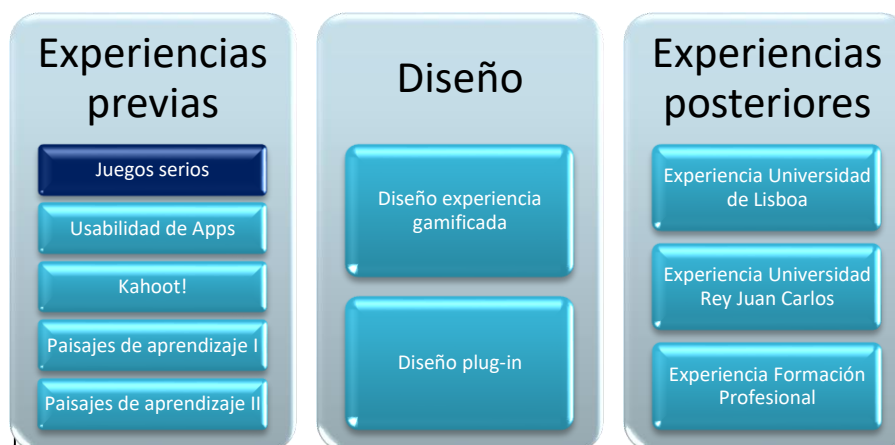 Experiencias
previas
Juegos serios
Usabilidad de Apps
Kahoot!
Paisajes de aprendizaje I
Paisajes de aprendizaje II
Diseño
Diseño experiencia
gamificada
Diseño plug-in
Experiencias
posteriores
Experiencia Universidad
de Lisboa
Experiencia Universidad
Rey Juan Carlos
Experiencia Formación
Profesional